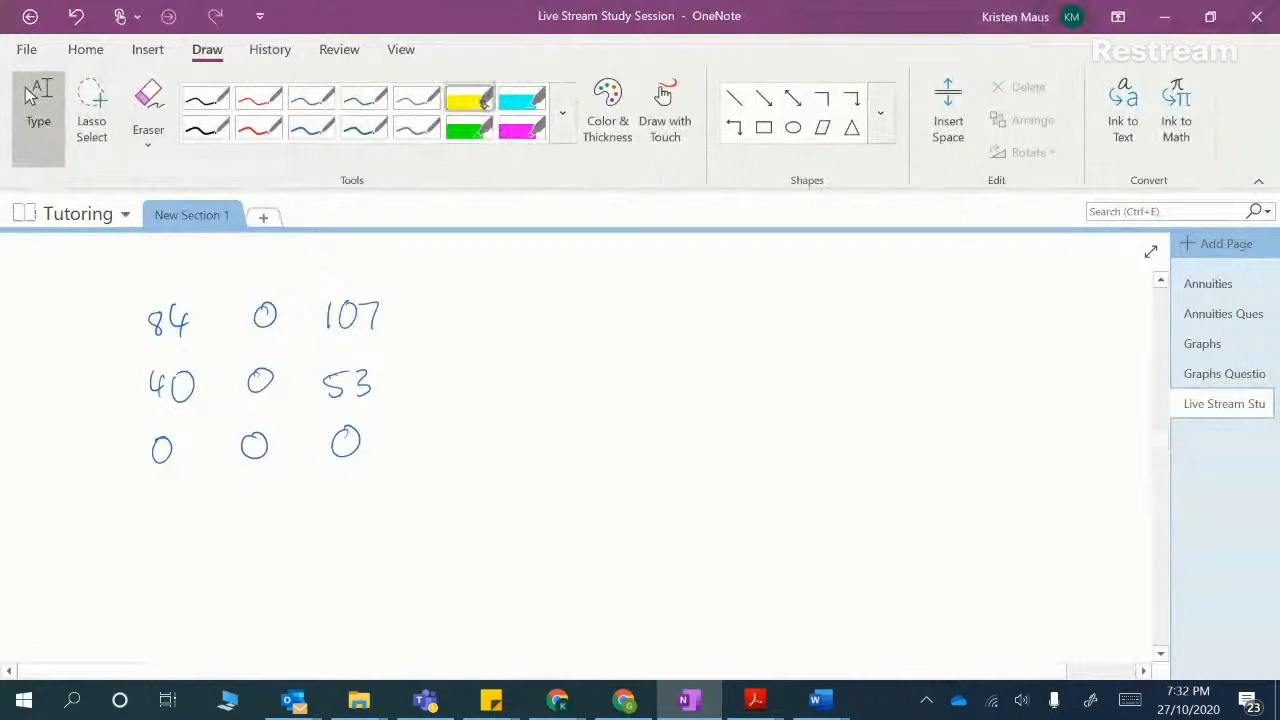 Live Stream Study Session - OneNote
Kristen Maus KM
File Home Insert Draw History Review View
Restream
Type
Lasso Select
Eraser
Color & Thickness
Draw with Touch
Insert Space
Delete
Arrange
Rotate
Ink to Text
Ink to Math
Tools Shapes Edit Convert
Tutoring New Section 1
Search (Ctrl+E)
Add Page
Annuities
Annuities Ques
Graphs
Graphs Questio
Live Stream Stu
84 0 107
40 0 53
0 0 0
7:32 PM
27/10/2020
23